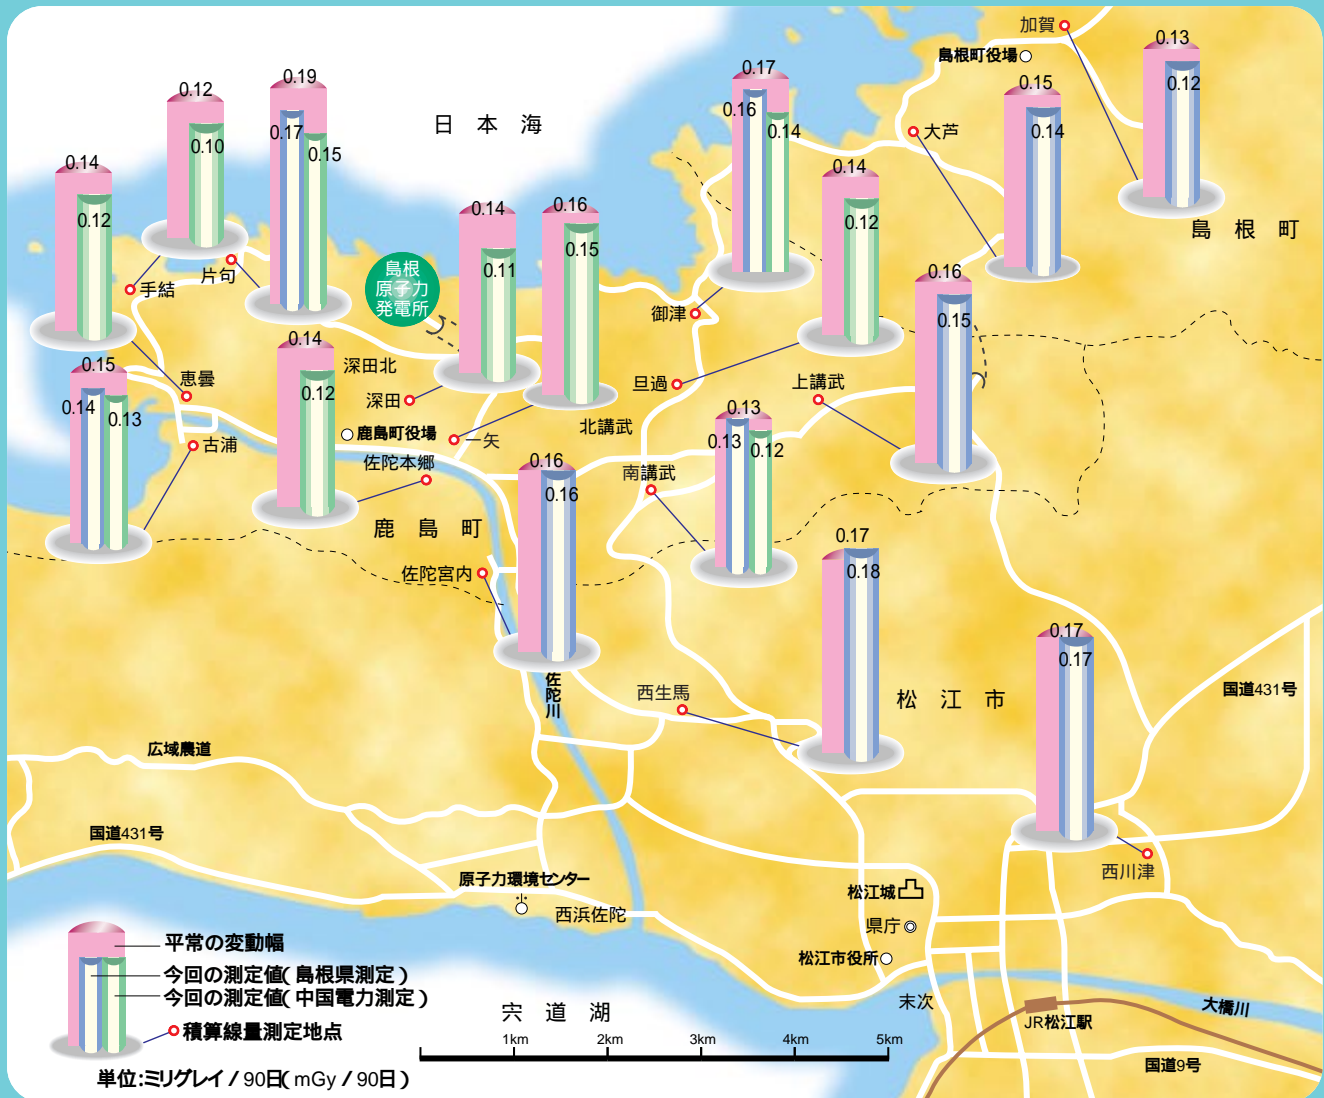 加賀
島根町役場
0.13
0.12
0.15
0.14
大芦
島 根 町
0.17
0.16
0.14
0.14
0.12
0.19
0.17
0.15
0.12
0.10
0.14
0.12
日 本 海
0.14
0.11
0.16
0.15
片句
手結
島根
原子力
発電所
御津
0.16
0.15
0.15
0.14
0.13
恵曇
古浦
0.14
0.12
深田北
深田
鹿島町役場
一矢
北講武
佐陀本郷
旦過
上講武
0.13
0.13
0.12
南講武
0.16
0.16
鹿 島 町
佐陀宮内
佐陀川
0.17
0.18
西生馬
松 江 市
0.17
0.17
国道431号
広域農道
国道431号
西川津
原子力環境センター
西浜佐陀
松江城
県庁
松江市役所
末次
大橋川
JR松江駅
国道9号
宍 道 湖
平常の変動幅
今回の測定値(島根県測定)
今回の測定値(中国電力測定)
積算線量測定地点
1km
2km
3km
4km
5km
単位:ミリグレイ / 90日( mGy / 90日)